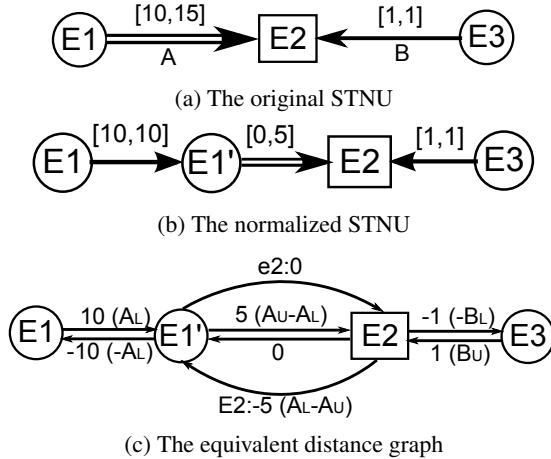 [10,15] [1,1]
E1 E2 E3
A B
(a) The original STNU
[10,10] [0,5] [1,1]
E1 E1' E2 E3
(b) The normalized STNU
e2:0
10 (AL) 5 (AU-AL) -1 (-BL)
E1 E1' E2 E3
-10 (-AL) 0 1 (BU)
E2:-5 (AL-AU)
(c) The equivalent distance graph